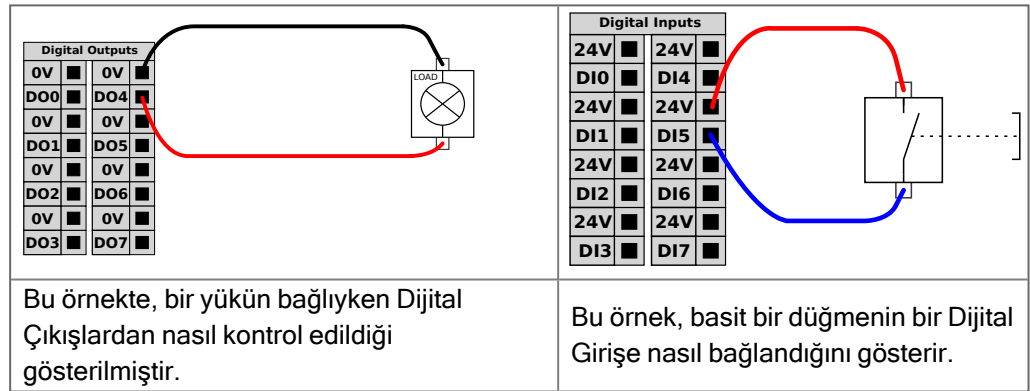 Digital Outputs
0V 0V
DO0 DO4
0V 0V
DO1 DO5
0V 0V
DO2 DO6
0V 0V
DO3 DO7
LOAD
Digital Inputs
24V 24V
DI0 DI4
24V 24V
DI1 DI5
24V 24V
DI2 DI6
24V 24V
DI3 DI7
Bu örnekte, bir yükün bağlıyken Dijital
Çıkışlardan nasıl kontrol edildiği
gösterilmiştir.
Bu örnek, basit bir düğmenin bir Dijital
Girişe nasıl bağlandığını gösterir.